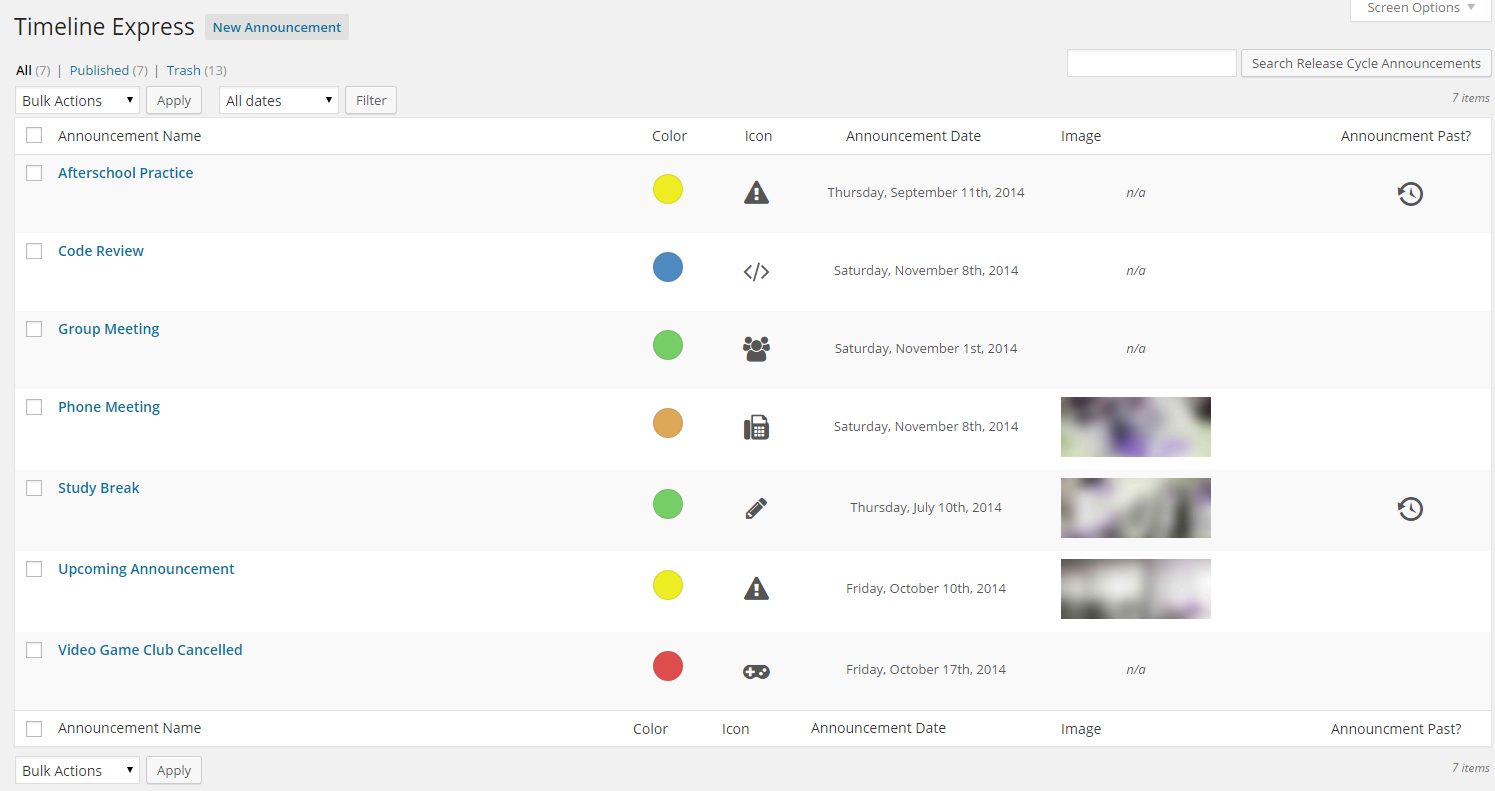 Screen Options
Timeline Express New Announcement
All (7) | Published (7) | Trash (13)
Search Release Cycle Announcements
Bulk Actions Apply All dates Filter
7 items
Announcement Name Color Icon Announcement Date Image Announcment Past?
Afterschool Practice Thursday, September 11th, 2014 n/a
Code Review Saturday, November 8th, 2014 n/a
Group Meeting Saturday, November 1st, 2014 n/a
Phone Meeting Saturday, November 8th, 2014
Study Break Thursday, July 10th, 2014
Upcoming Announcement Friday, October 10th, 2014
Video Game Club Cancelled Friday, October 17th, 2014 n/a
Announcement Name Color Icon Announcement Date Image Announcment Past?
Bulk Actions Apply
7 items